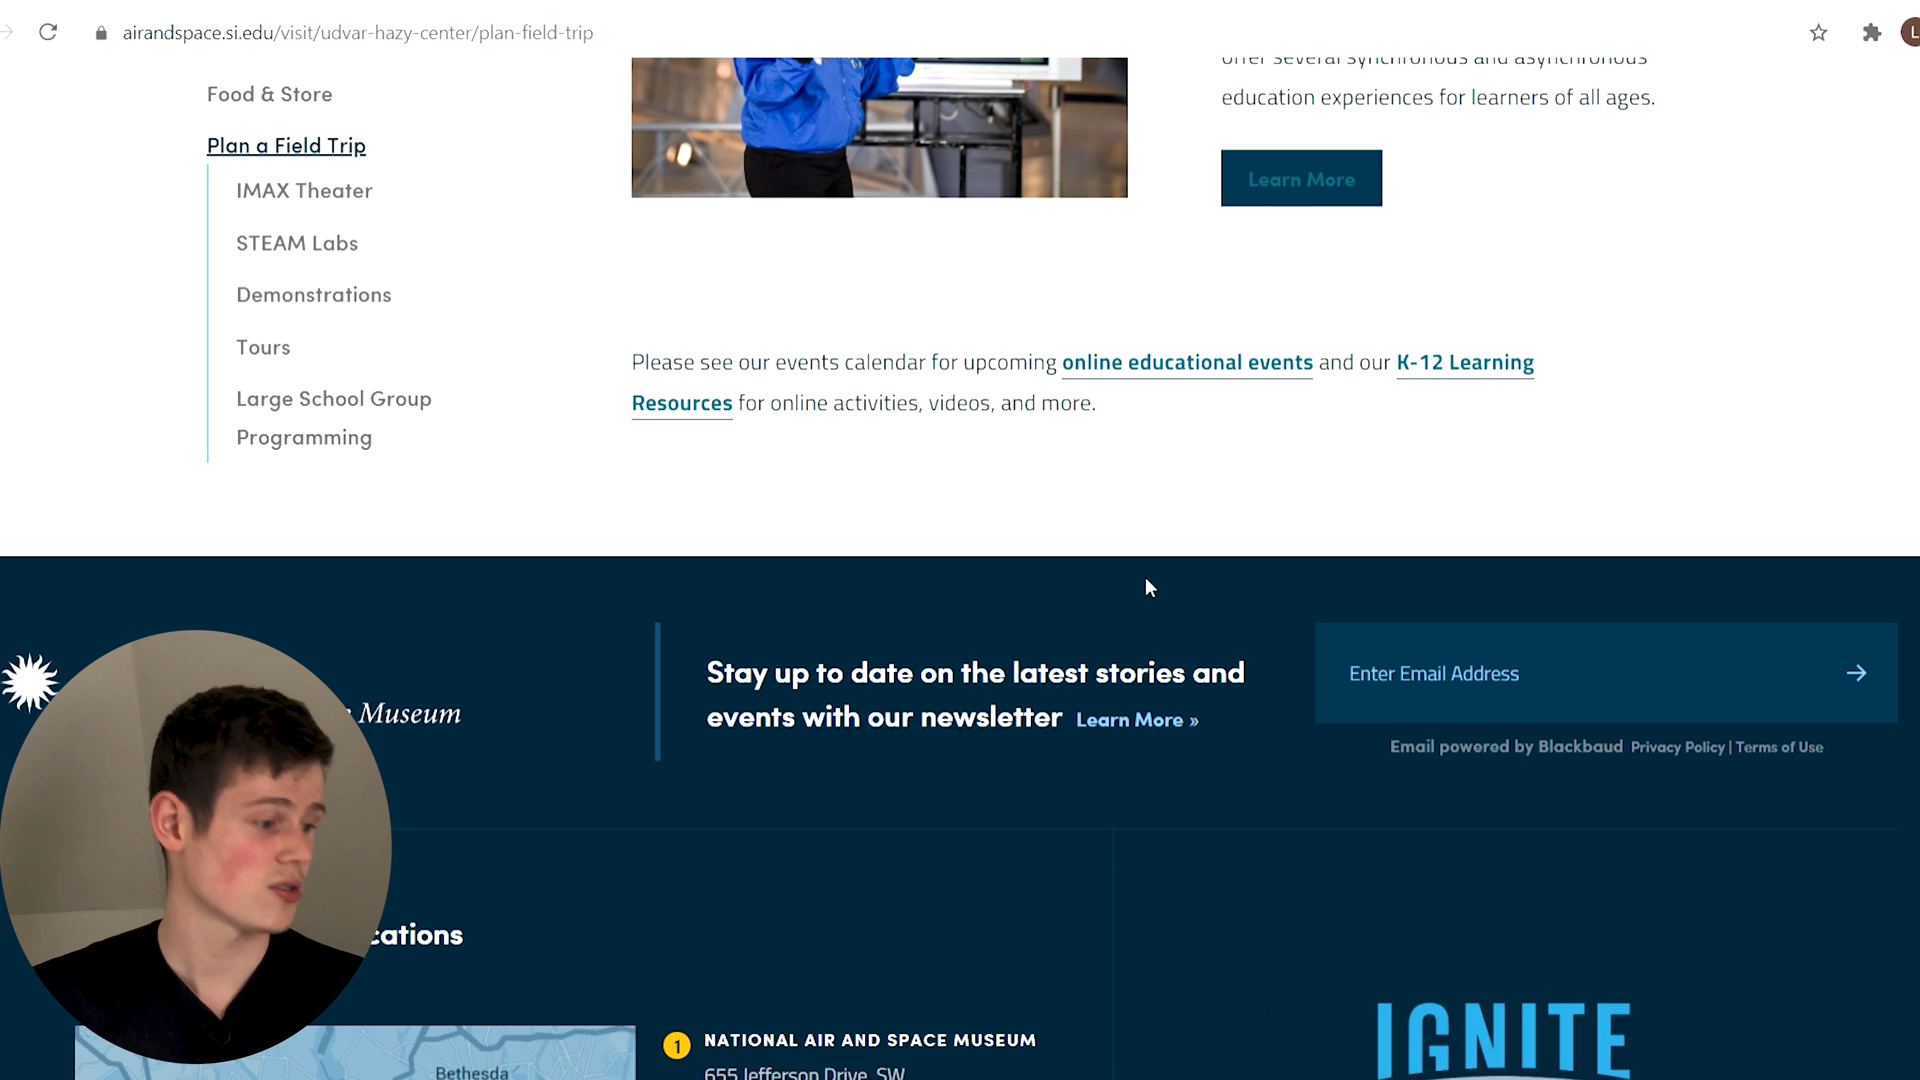 airandspace.si.edu/visit/udvar-hazy-center/plan-field-trip
L
Food & Store
Plan a Field Trip
IMAX Theater
STEAM Labs
Demonstrations
Tours
Large School Group
Programming
offer several synchronous and asynchronous
education experiences for learners of all ages.
Learn More
Please see our events calendar for upcoming online educational events and our K-12 Learning
Resources for online activities, videos, and more.
Museum
Stay up to date on the latest stories and
events with our newsletter Learn More »
Enter Email Address
Email powered by Blackbaud Privacy Policy | Terms of Use
cations
Bethesda
1 NATIONAL AIR AND SPACE MUSEUM
655 Jefferson Drive, SW
IGNITE